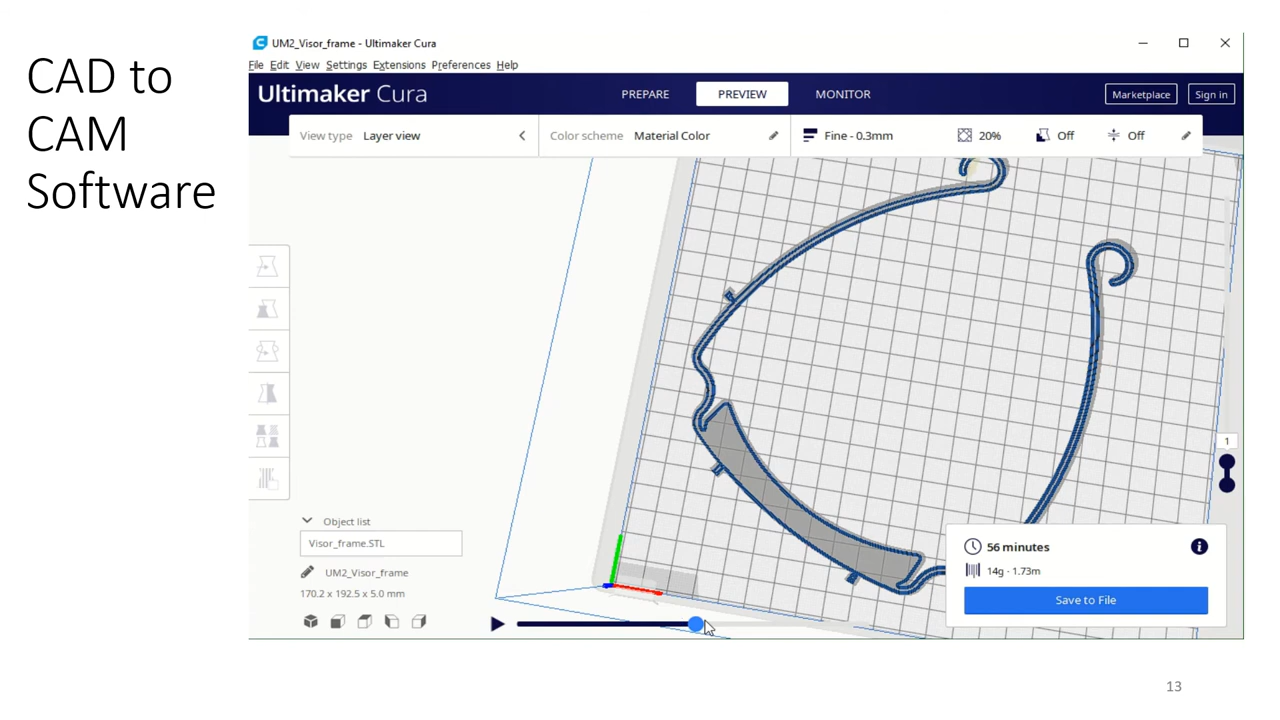 CAD to
CAM
Software
UM2_Visor_frame - Ultimaker Cura
File Edit View Settings Extensions Preferences Help
Ultimaker Cura
PREPARE PREVIEW MONITOR
Marketplace Sign in
View type Layer view
Color scheme Material Color
Fine - 0.3mm 20% Off Off
1
Object list
Visor_frame.STL
UM2_Visor_frame
170.2 x 192.5 x 5.0 mm
56 minutes
14g · 1.73m
Save to File
13